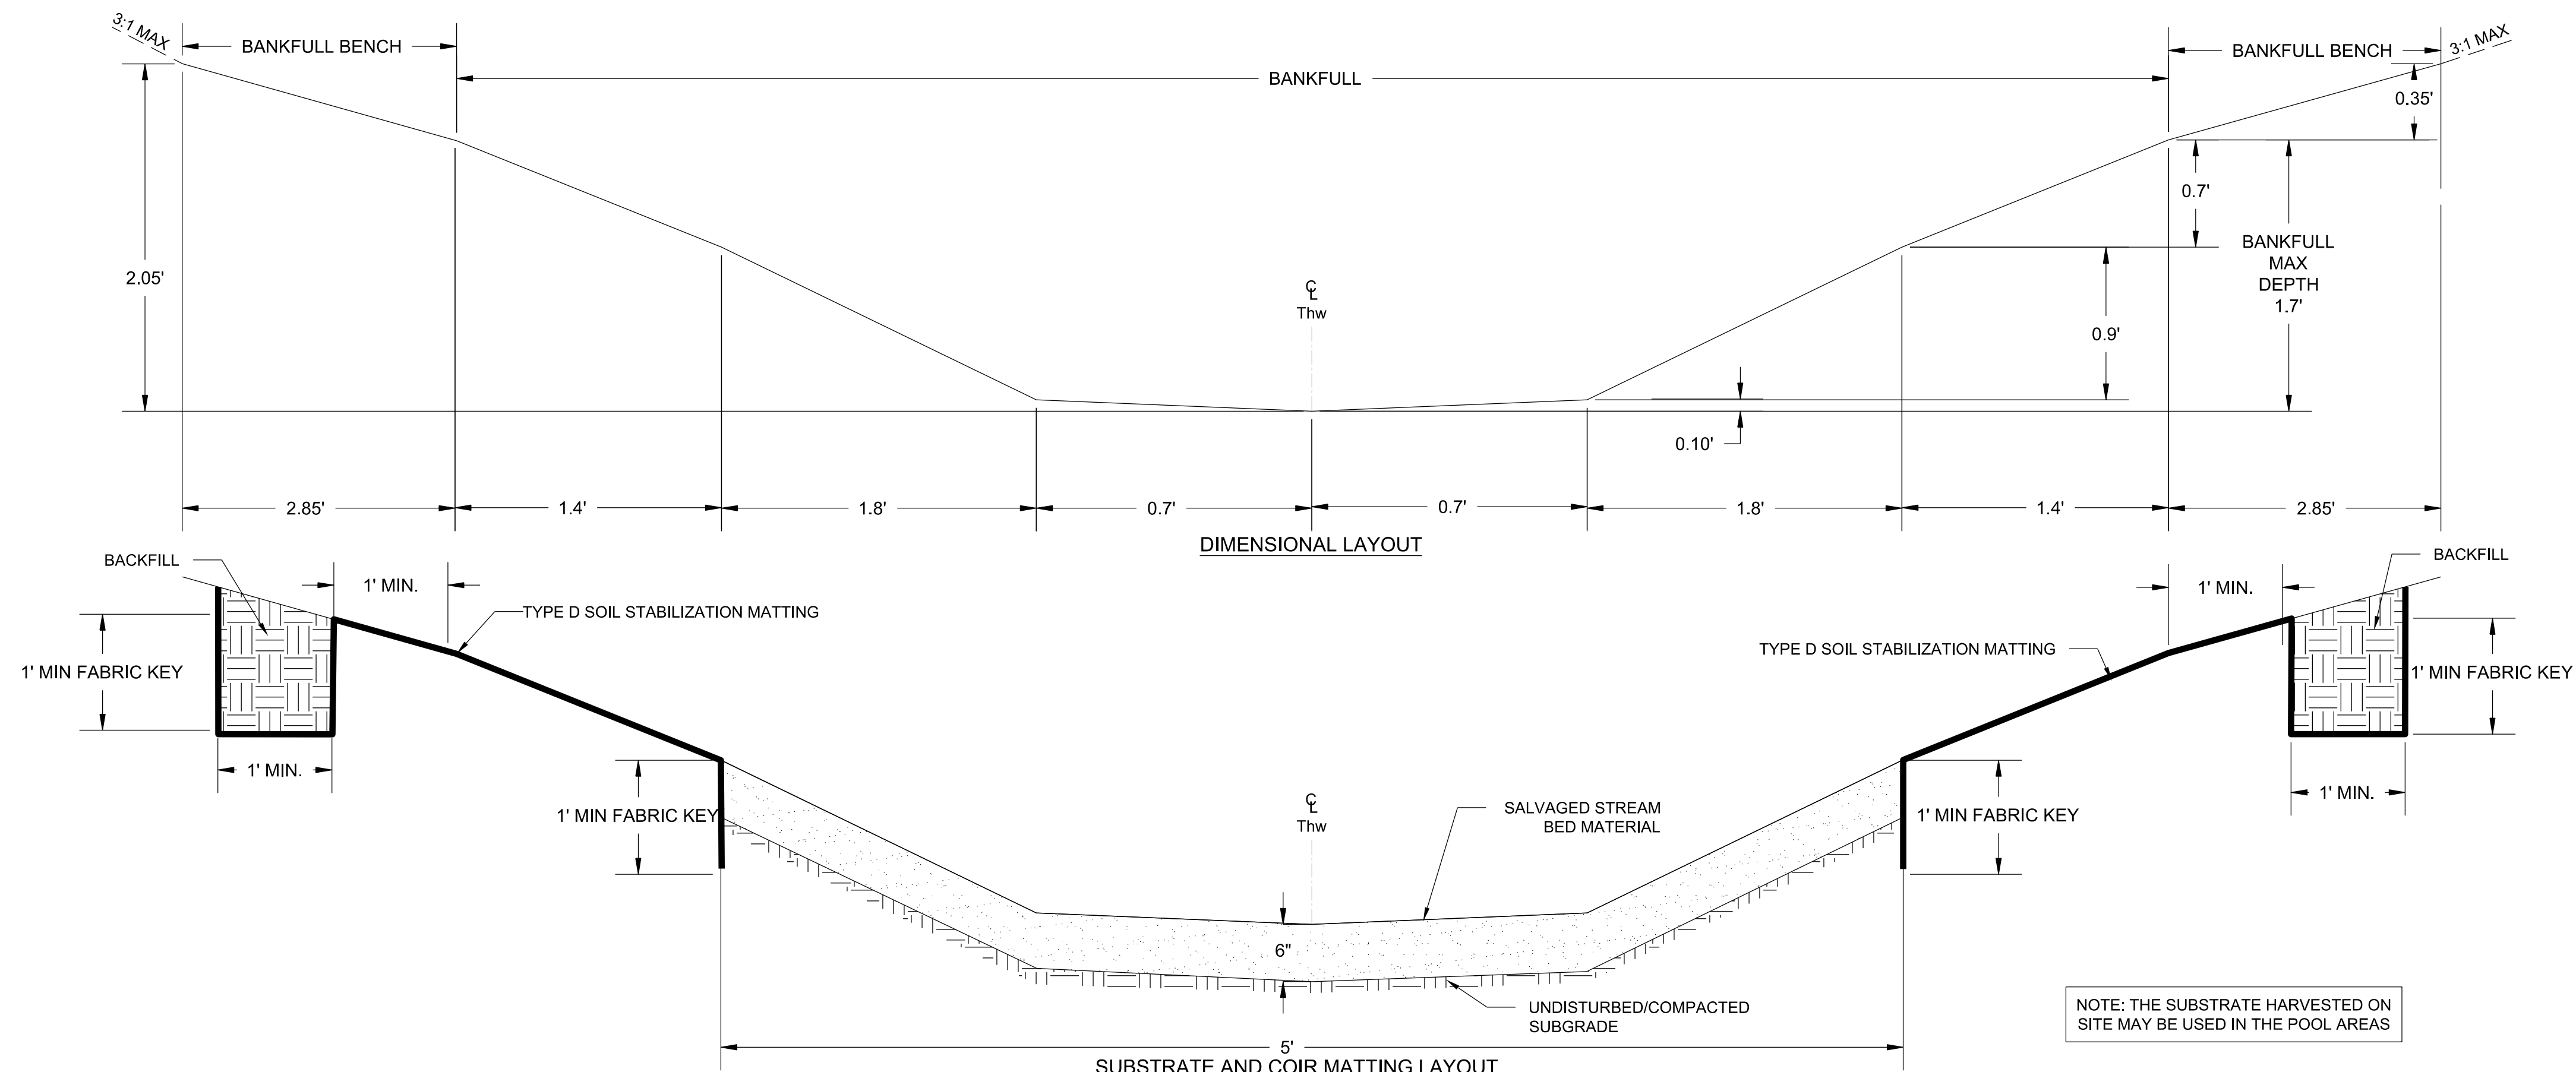 3:1 MAX
BANKFULL BENCH
BANKFULL
BANKFULL BENCH
3:1 MAX
0.35'
0.7'
2.05'
BANKFULL
MAX
DEPTH
1.7'
CL
Thw
0.9'
0.10'
2.85'
1.4'
1.8'
0.7'
0.7'
1.8'
1.4'
2.85'
DIMENSIONAL LAYOUT
BACKFILL
1' MIN.
TYPE D SOIL STABILIZATION MATTING
1' MIN FABRIC KEY
1' MIN.
1' MIN FABRIC KEY
BACKFILL
1' MIN.
TYPE D SOIL STABILIZATION MATTING
1' MIN FABRIC KEY
1' MIN.
1' MIN FABRIC KEY
CL
Thw
SALVAGED STREAM
BED MATERIAL
6"
UNDISTURBED/COMPACTED
SUBGRADE
NOTE: THE SUBSTRATE HARVESTED ON
SITE MAY BE USED IN THE POOL AREAS
5'
SUBSTRATE AND COIR MATTING LAYOUT